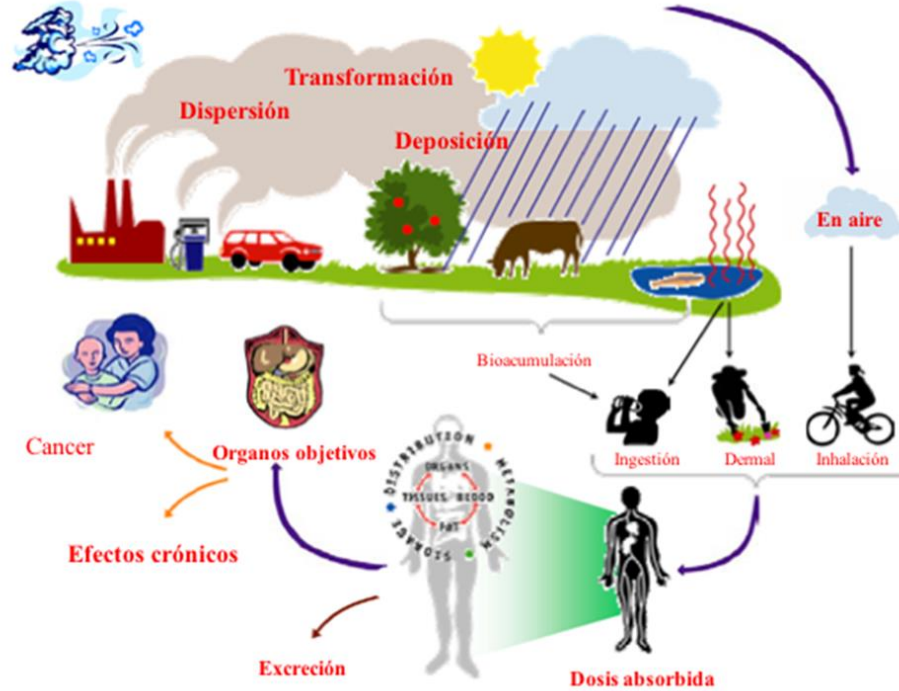 Transformación
Dispersión
Deposición
En aire
Bioacumulación
Ingestión
Dermal
Inhalación
Cancer
Organos objetivos
DISTRIBUTION
METABOLISM
STORAGE
ORGANS
TISSUES
BLOOD
FAT
Efectos crónicos
Excreción
Dosis absorbida